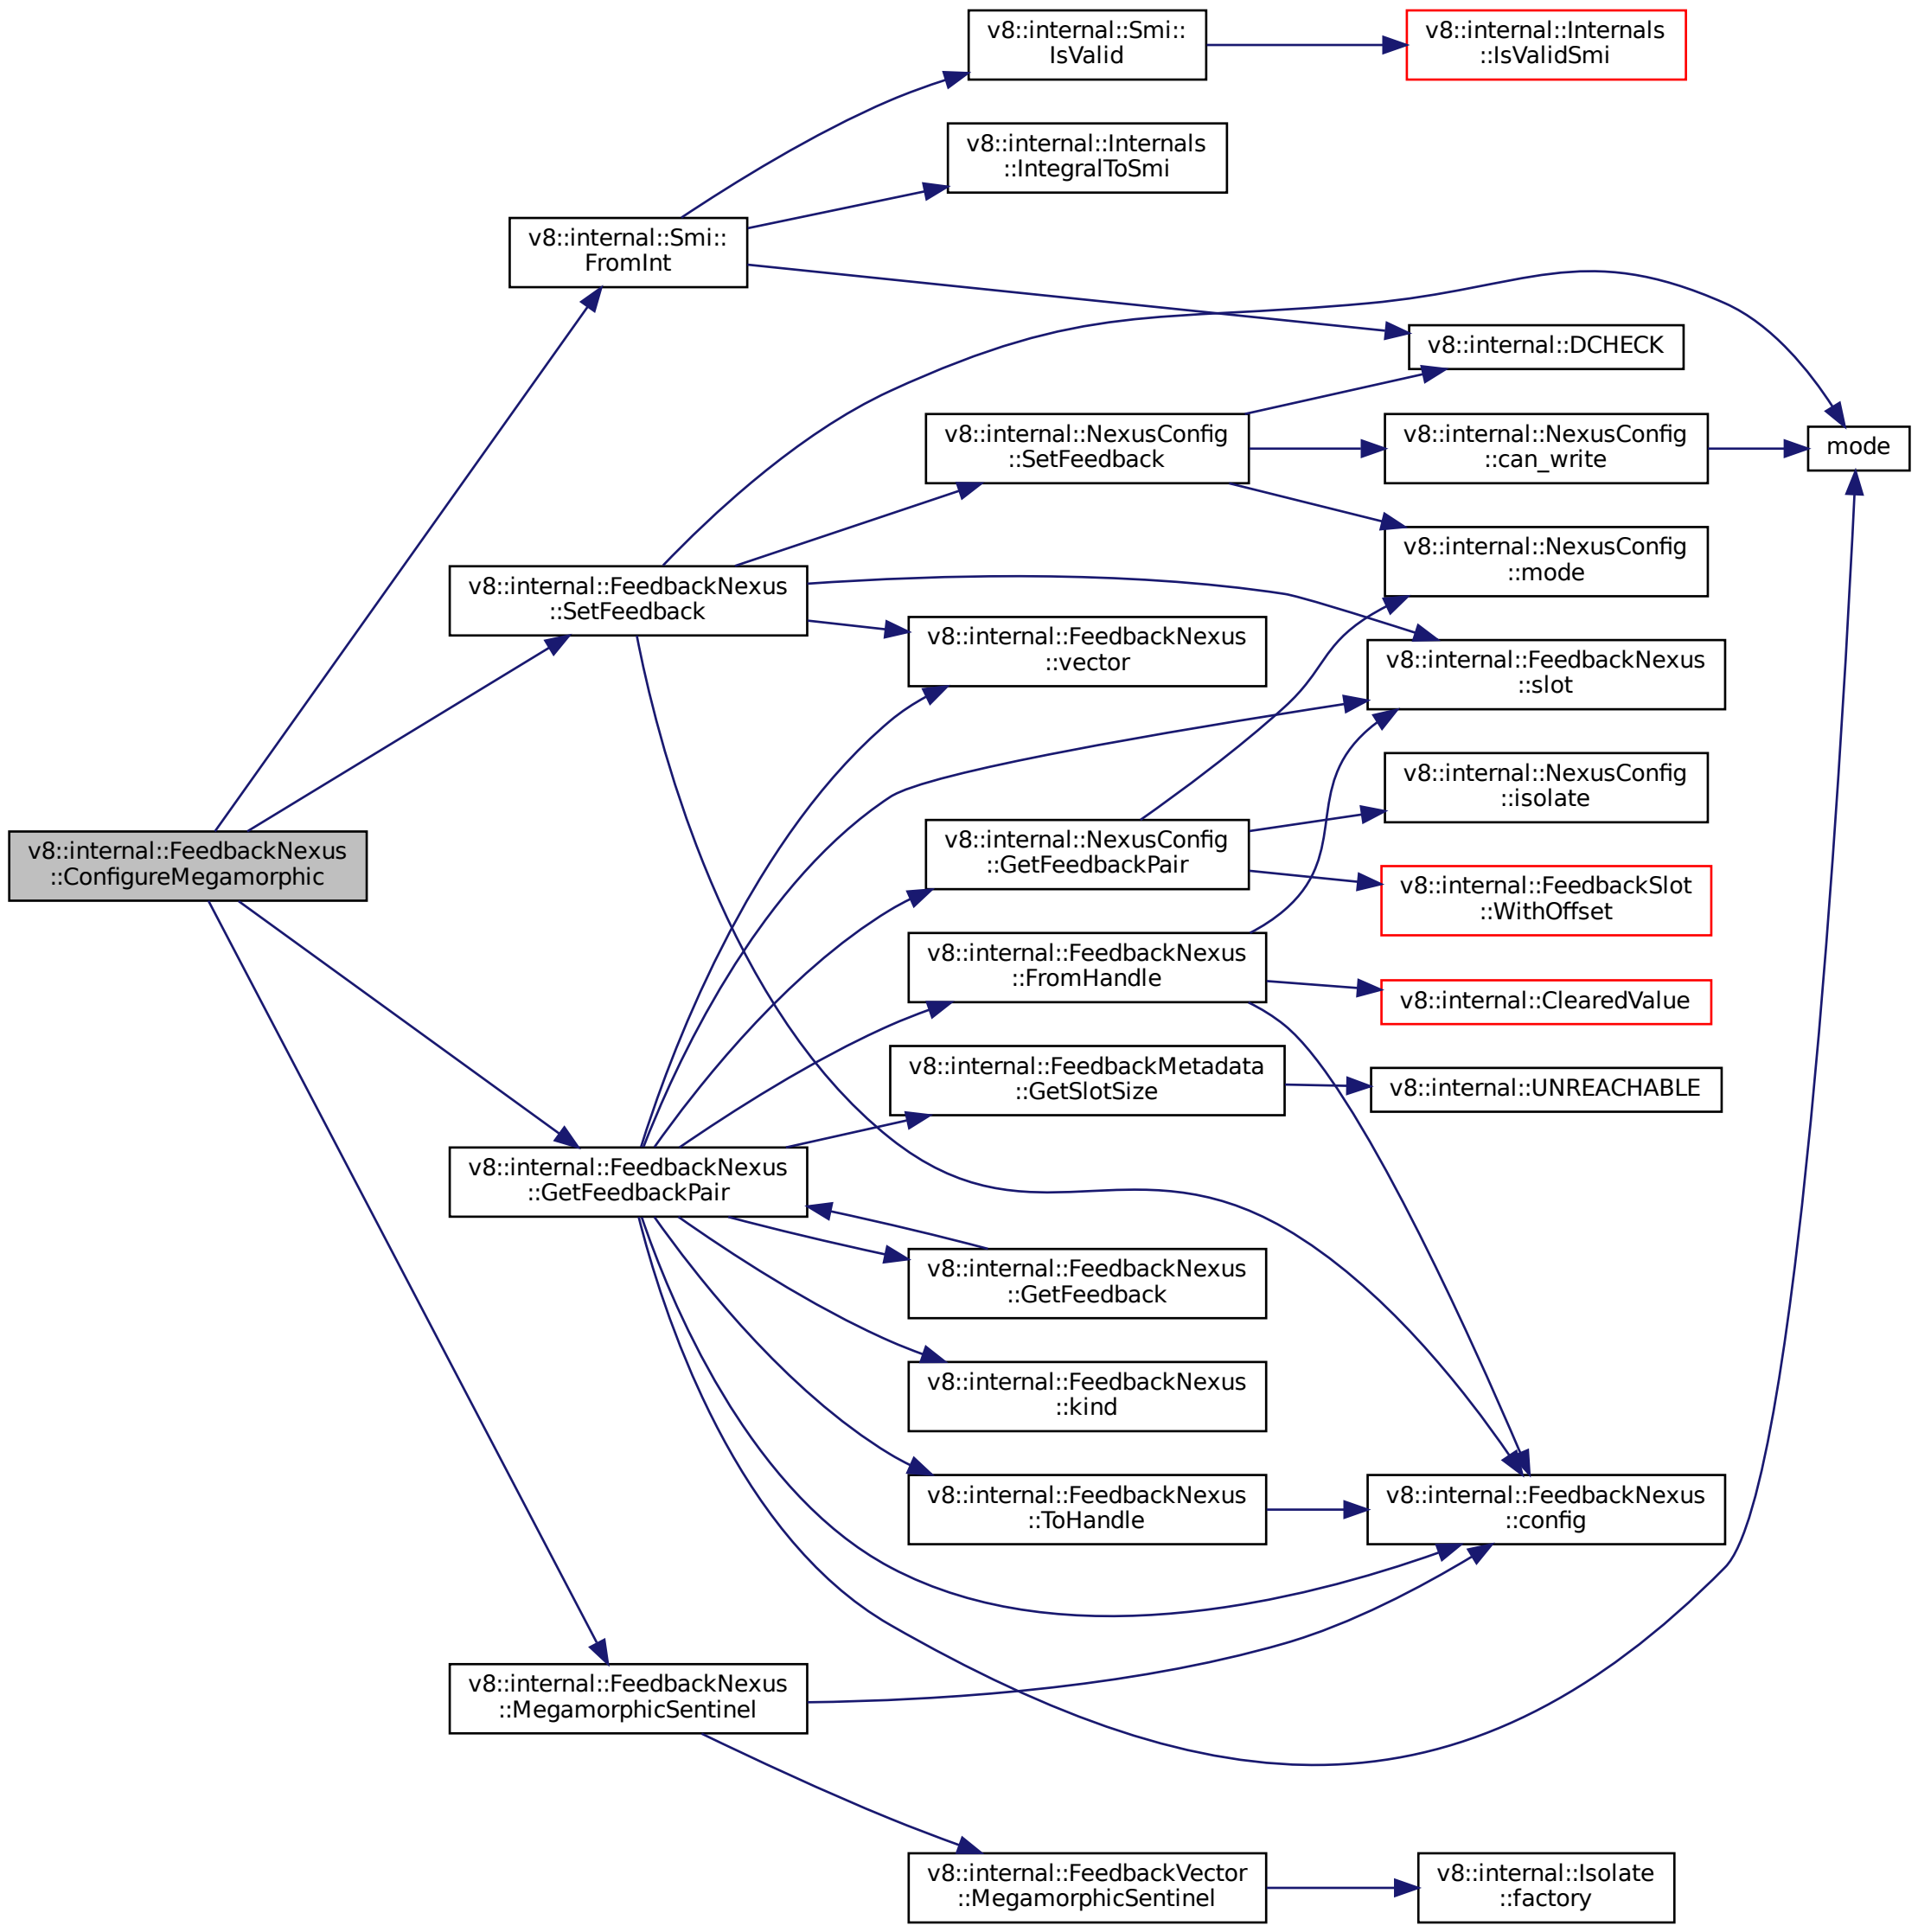 v8::internal::Smi::
IsValid
v8::internal::Internals
::IsValidSmi
v8::internal::Internals
::IntegralToSmi
v8::internal::Smi::
FromInt
v8::internal::DCHECK
v8::internal::NexusConfig
::SetFeedback
v8::internal::NexusConfig
::can_write
mode
v8::internal::NexusConfig
::mode
v8::internal::FeedbackNexus
::SetFeedback
v8::internal::FeedbackNexus
::vector
v8::internal::FeedbackNexus
::slot
v8::internal::NexusConfig
::isolate
v8::internal::FeedbackNexus
::ConfigureMegamorphic
v8::internal::NexusConfig
::GetFeedbackPair
v8::internal::FeedbackSlot
::WithOffset
v8::internal::FeedbackNexus
::FromHandle
v8::internal::ClearedValue
v8::internal::FeedbackMetadata
::GetSlotSize
v8::internal::UNREACHABLE
v8::internal::FeedbackNexus
::GetFeedbackPair
v8::internal::FeedbackNexus
::GetFeedback
v8::internal::FeedbackNexus
::kind
v8::internal::FeedbackNexus
::ToHandle
v8::internal::FeedbackNexus
::config
v8::internal::FeedbackNexus
::MegamorphicSentinel
v8::internal::FeedbackVector
::MegamorphicSentinel
v8::internal::Isolate
::factory